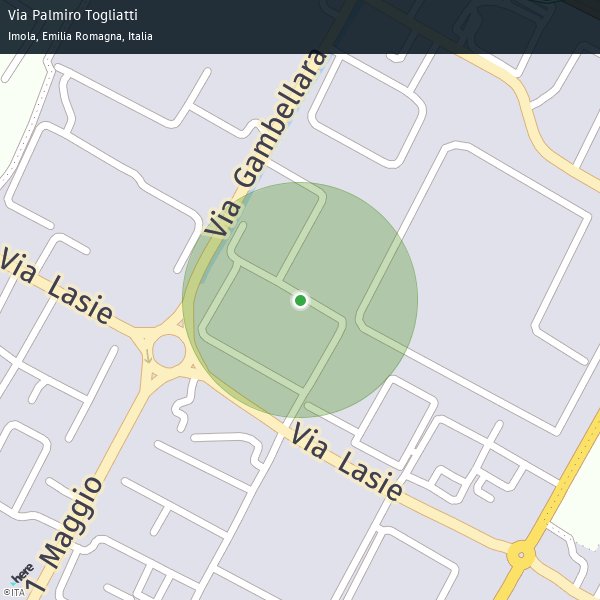 Via Palmiro Togliatti
Imola, Emilia Romagna, Italia
Via Gambellara
Via Lasie
Via Lasie
1 Maggio
here
©ITA